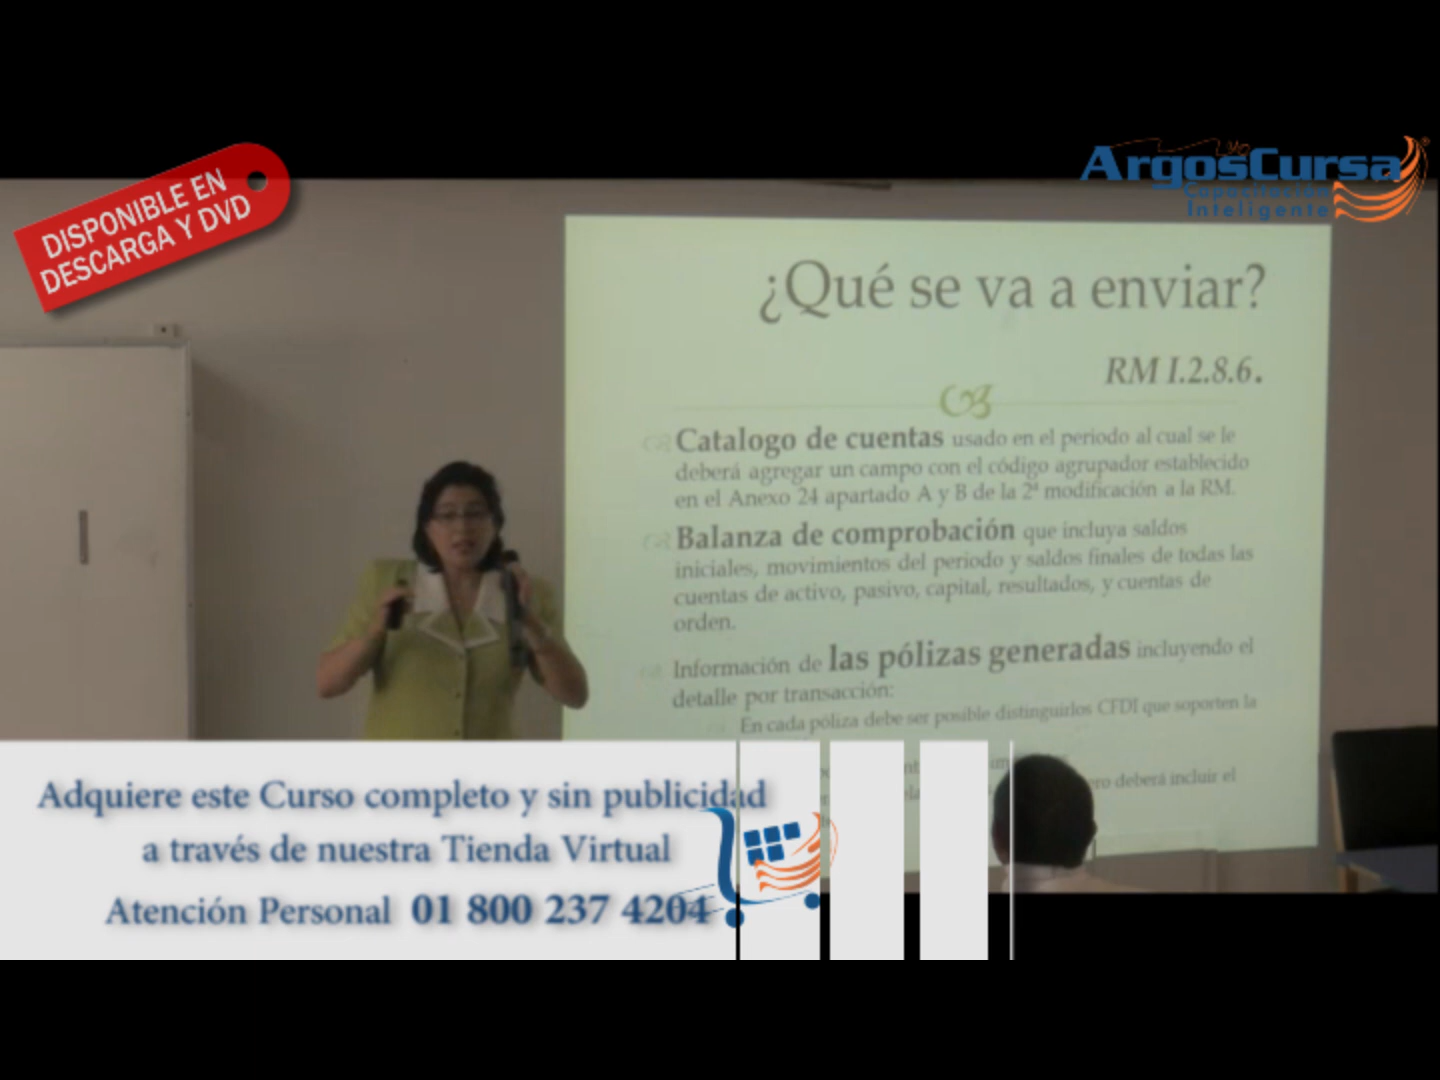 DISPONIBLE EN
DESCARGA Y DVD
ArgosCursa
Capacitación
Inteligente
¿Qué se va a enviar?
RM I.2.8.6.
Catalogo de cuentas usado en el periodo al cual se le
deberá agregar un campo con el código agrupador establecido
en el Anexo 24 apartado A y B de la 2ª modificación a la RM.
Balanza de comprobación que incluya saldos
iniciales, movimientos del periodo y saldos finales de todas las
cuentas de activo, pasivo, capital, resultados, y cuentas de
orden.
Información de las pólizas generadas incluyendo el
detalle por transacción:
En cada póliza debe ser posible distinguir los CFDI que soporten la
deberá incluir el
Adquiere este Curso completo y sin publicidad
a través de nuestra Tienda Virtual
Atención Personal 01 800 237 4204